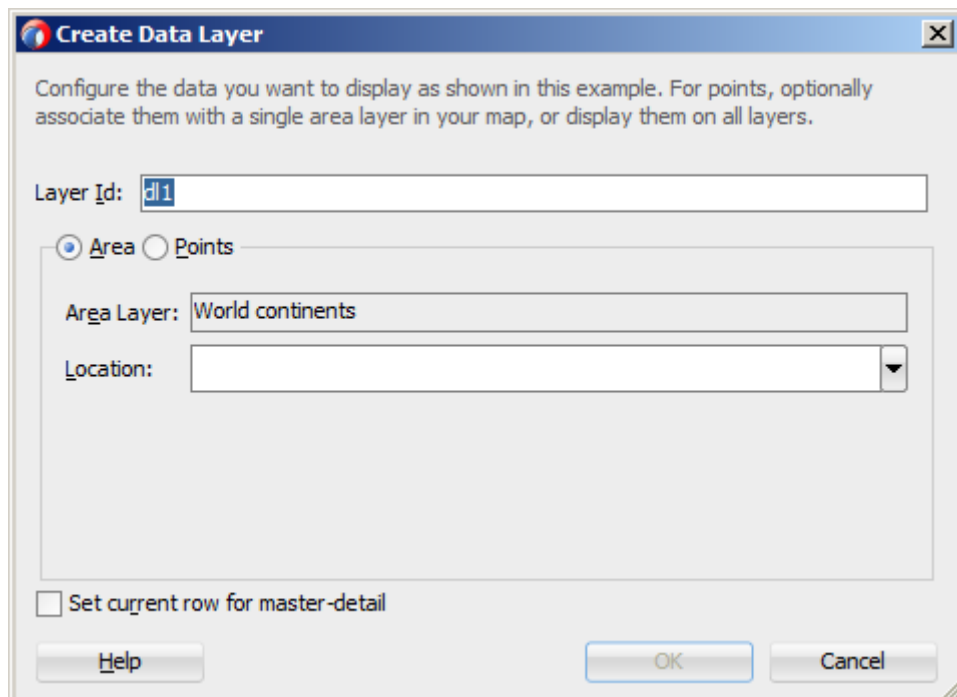 Create Data Layer
Configure the data you want to display as shown in this example. For points, optionally
associate them with a single area layer in your map, or display them on all layers.
Layer Id: dl1
Area Points
Area Layer: World continents
Location:
Set current row for master-detail
Help OK Cancel